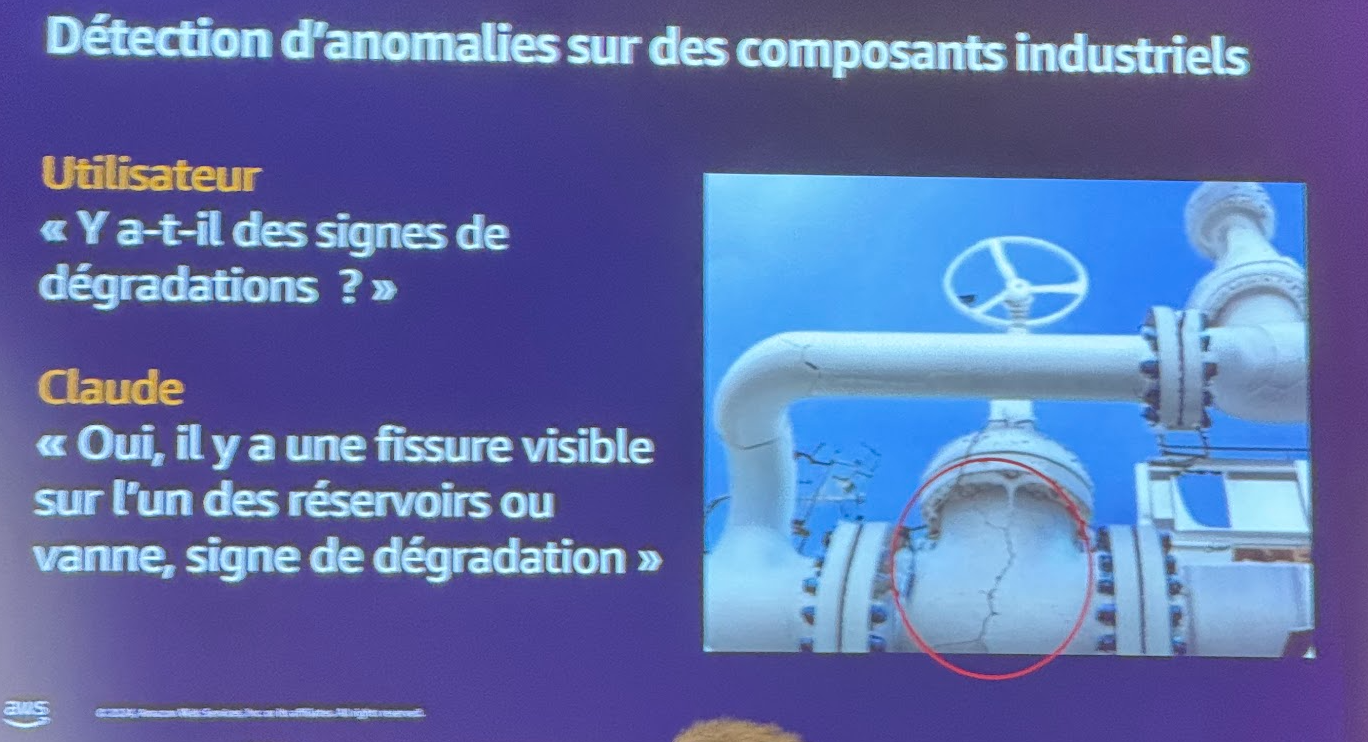 Détection d’anomalies sur des composants industriels
Utilisateur
« Y a-t-il des signes de
dégradations ? »
Claude
« Oui, il y a une fissure visible
sur l’un des réservoirs ou
vanne, signe de dégradation »
aws
© 2024, Amazon Web Services, Inc. or its affiliates. All rights reserved.